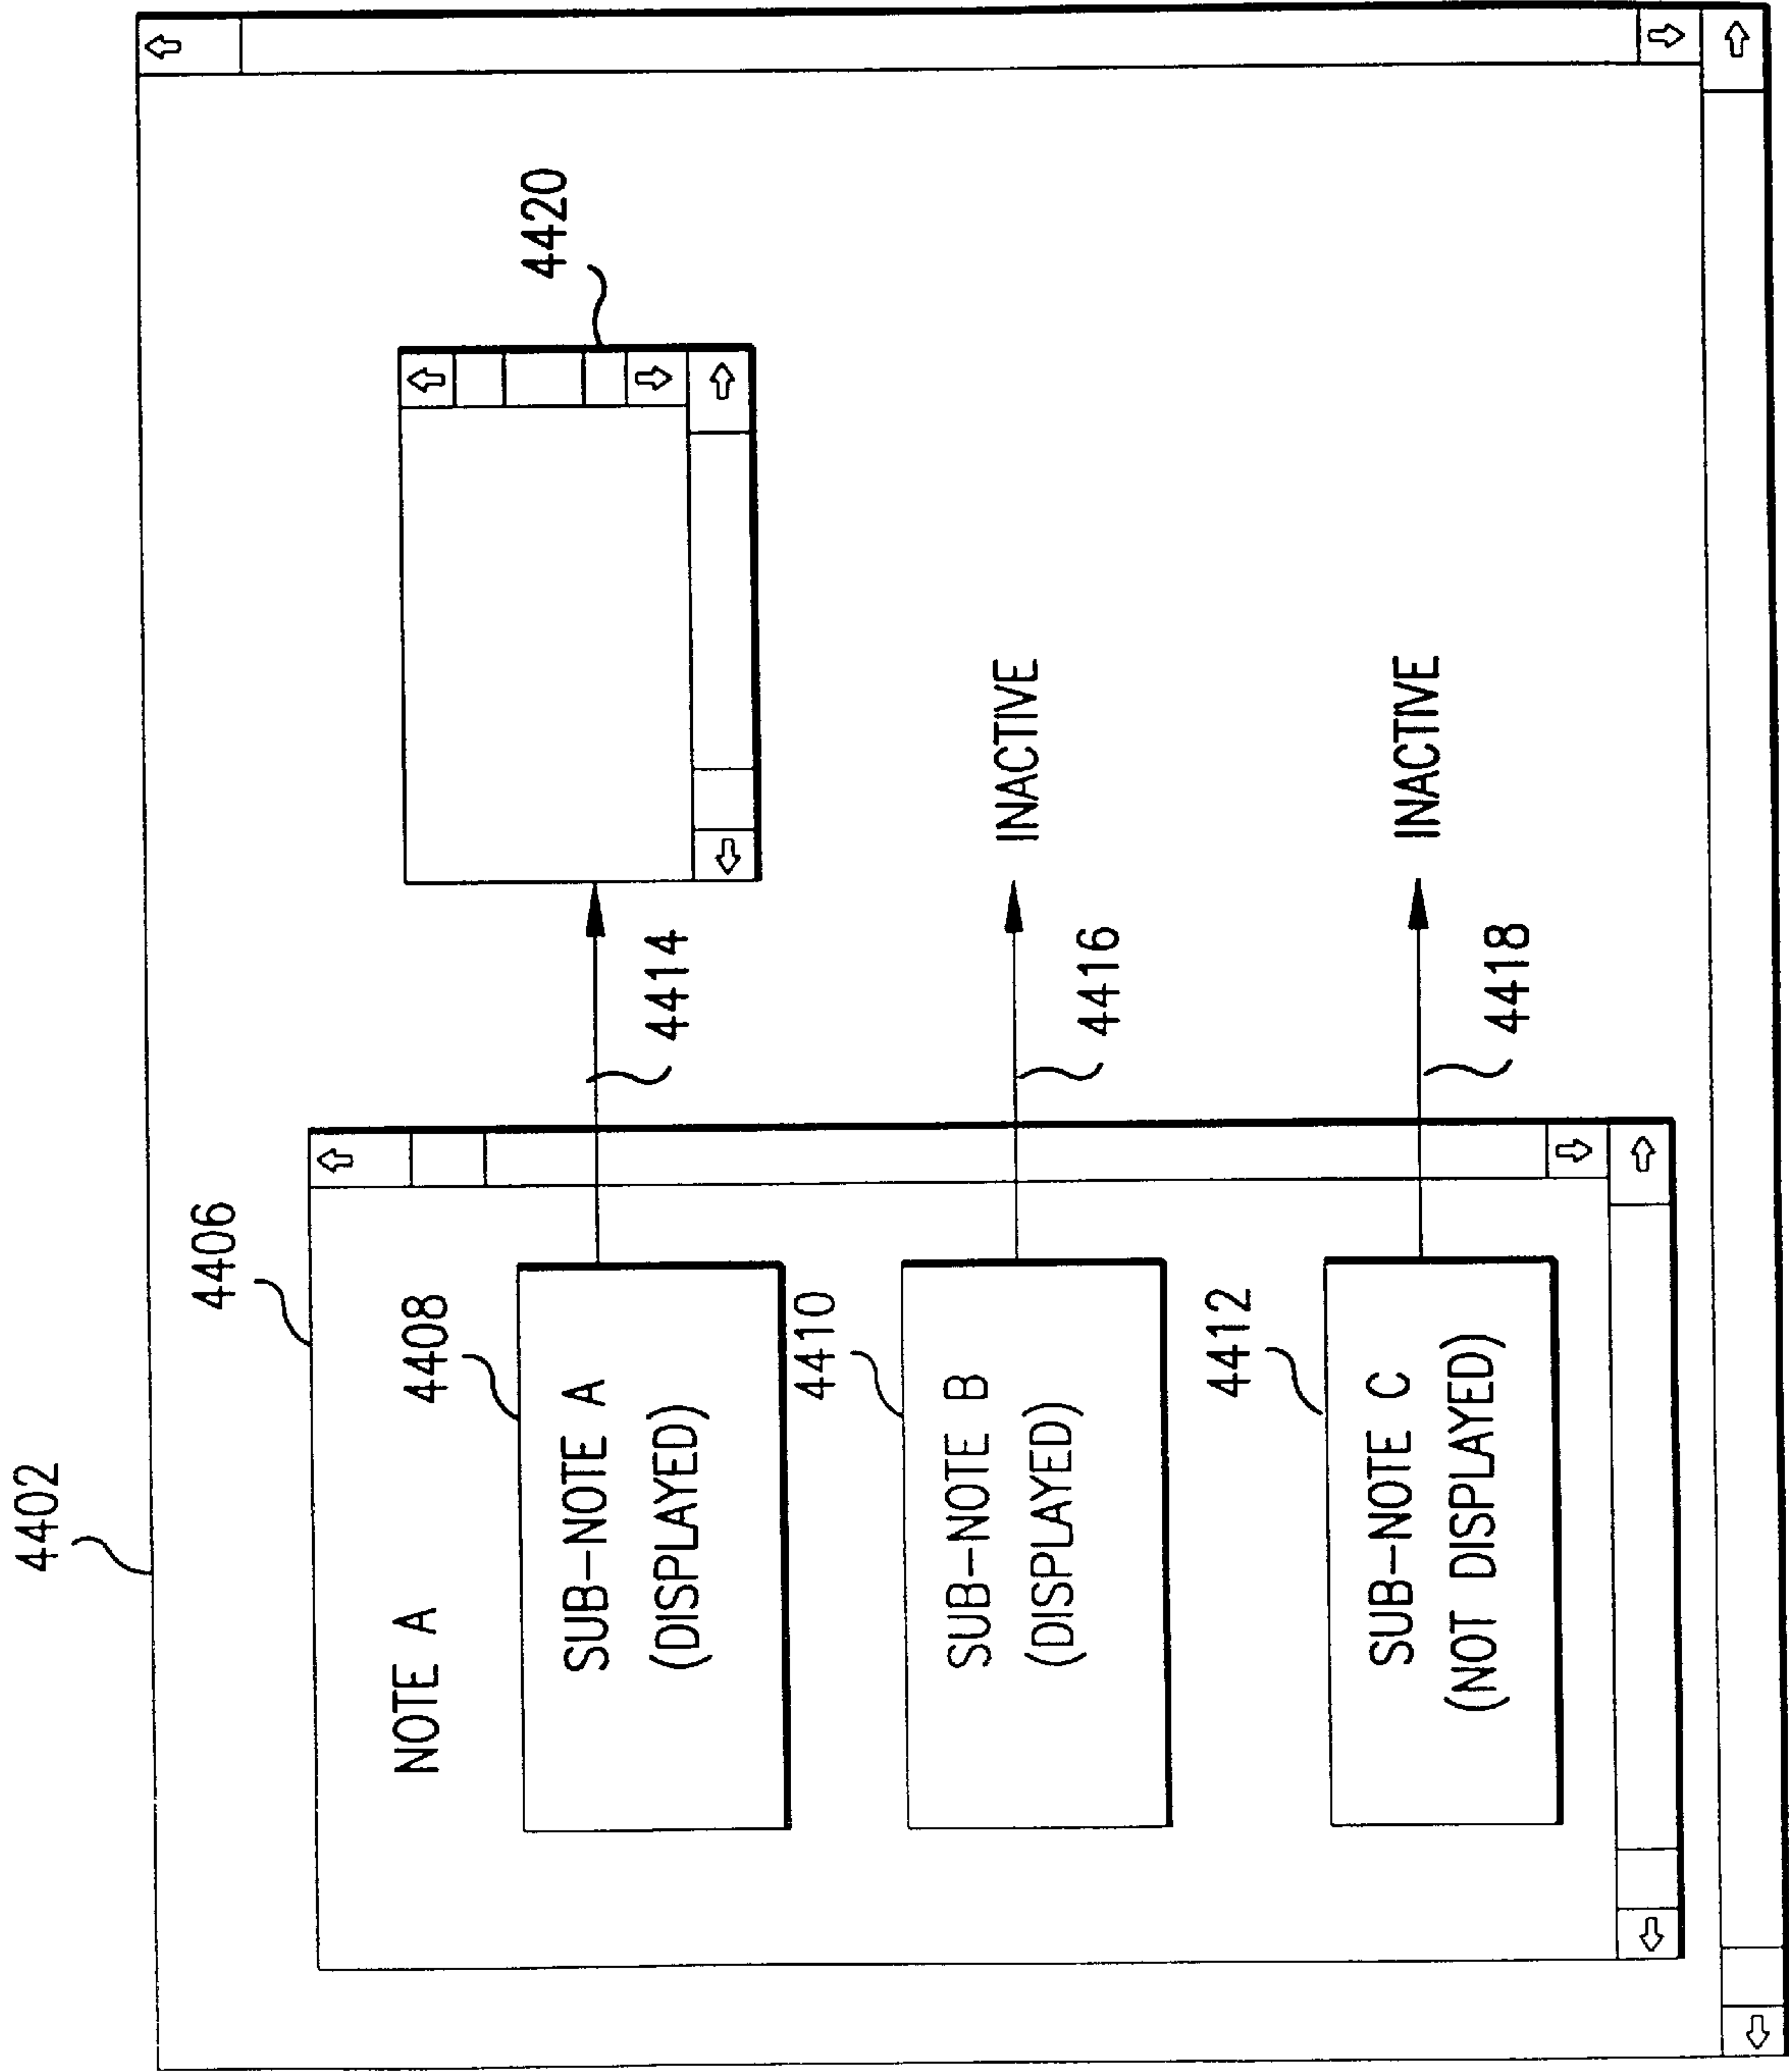 4402
4406
NOTE A
4408
SUB-NOTE A
(DISPLAYED)
4414
4420
4410
SUB-NOTE B
(DISPLAYED)
4416
INACTIVE
4412
SUB-NOTE C
(NOT DISPLAYED)
4418
INACTIVE